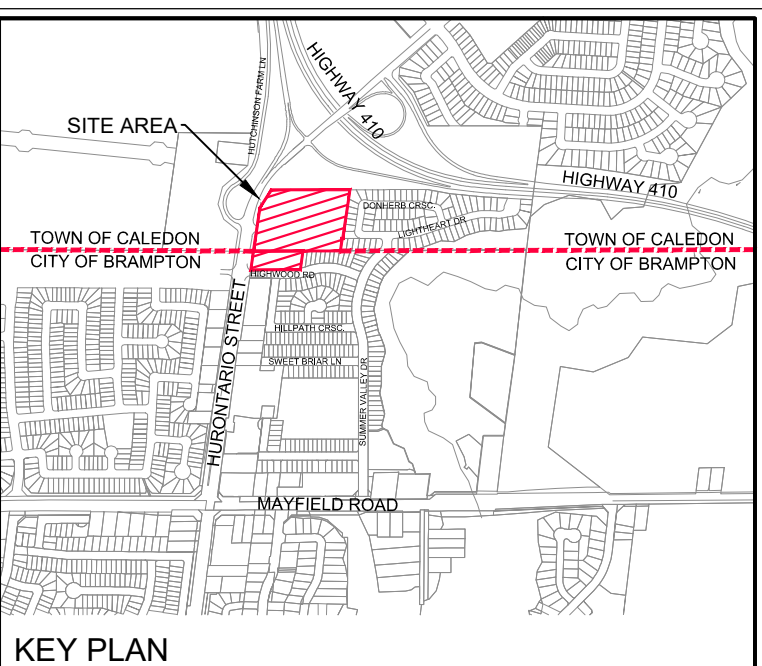 HIGHWAY 410
HUTCHINSON FARM LN
SITE AREA
HIGHWAY 410
DONHERB CRSC.
LIGHTHEART DR
TOWN OF CALEDON
TOWN OF CALEDON
CITY OF BRAMPTON
CITY OF BRAMPTON
HIGHWOOD RD
HURONTARIO STREET
HILLPATH CRSC.
SWEET BRIAR LN
SUMMER VALLEY DR
MAYFIELD ROAD
KEY PLAN